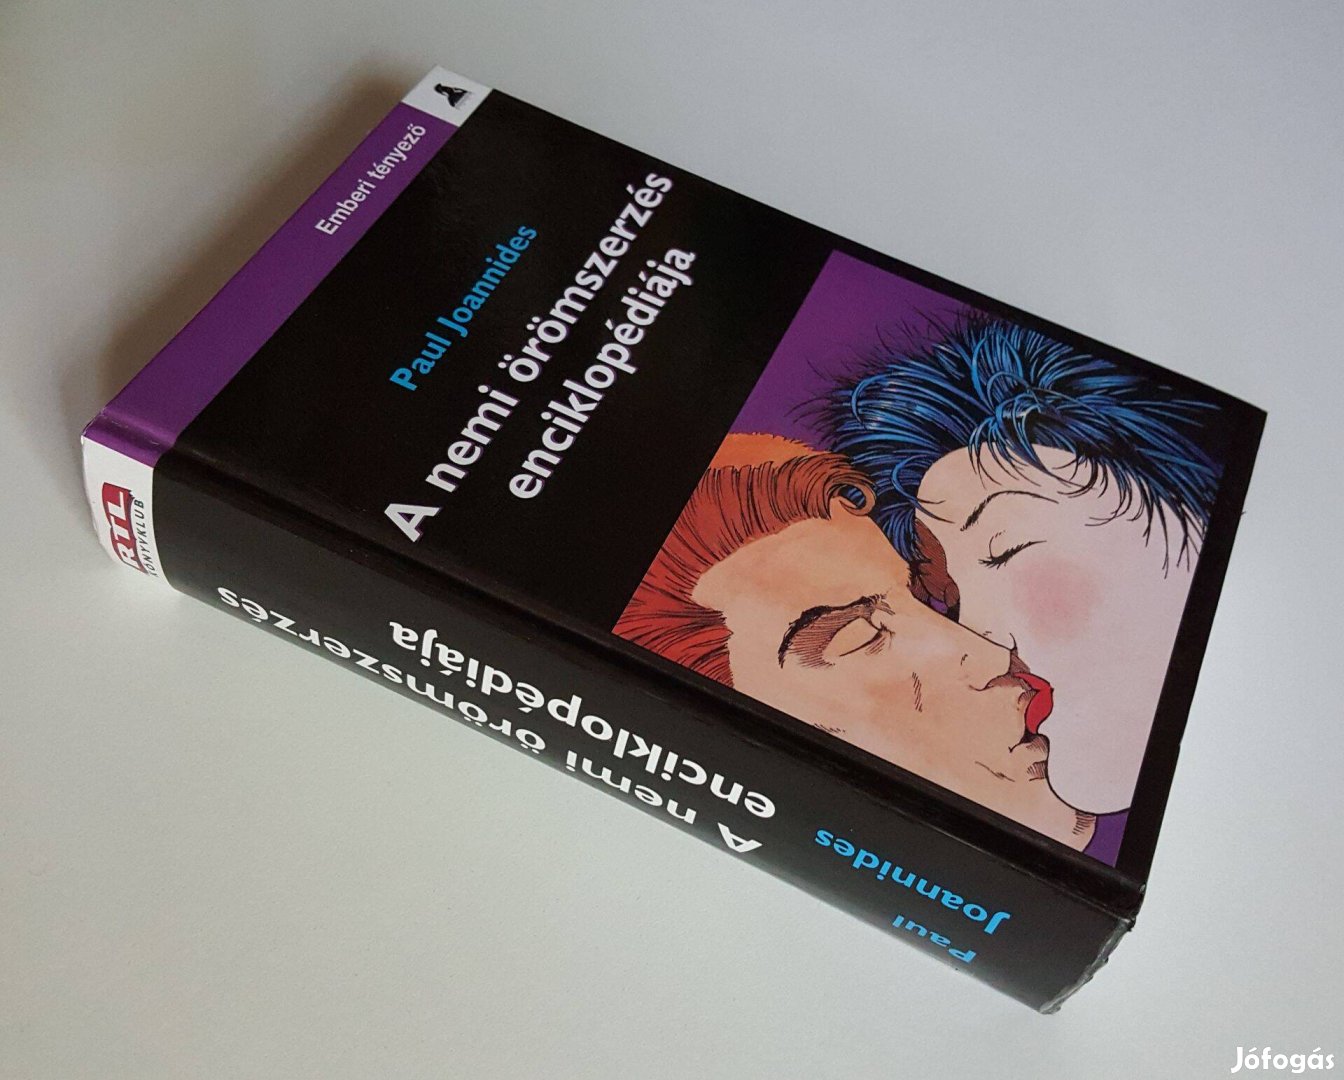 Emberi tényező
Paul Joannides
A nemi örömszerzés
enciklopédiája
RTL
KÖNYVKLUB
A nemi örömszerzés
enciklopédiája
Paul
Joannides
Jófogás